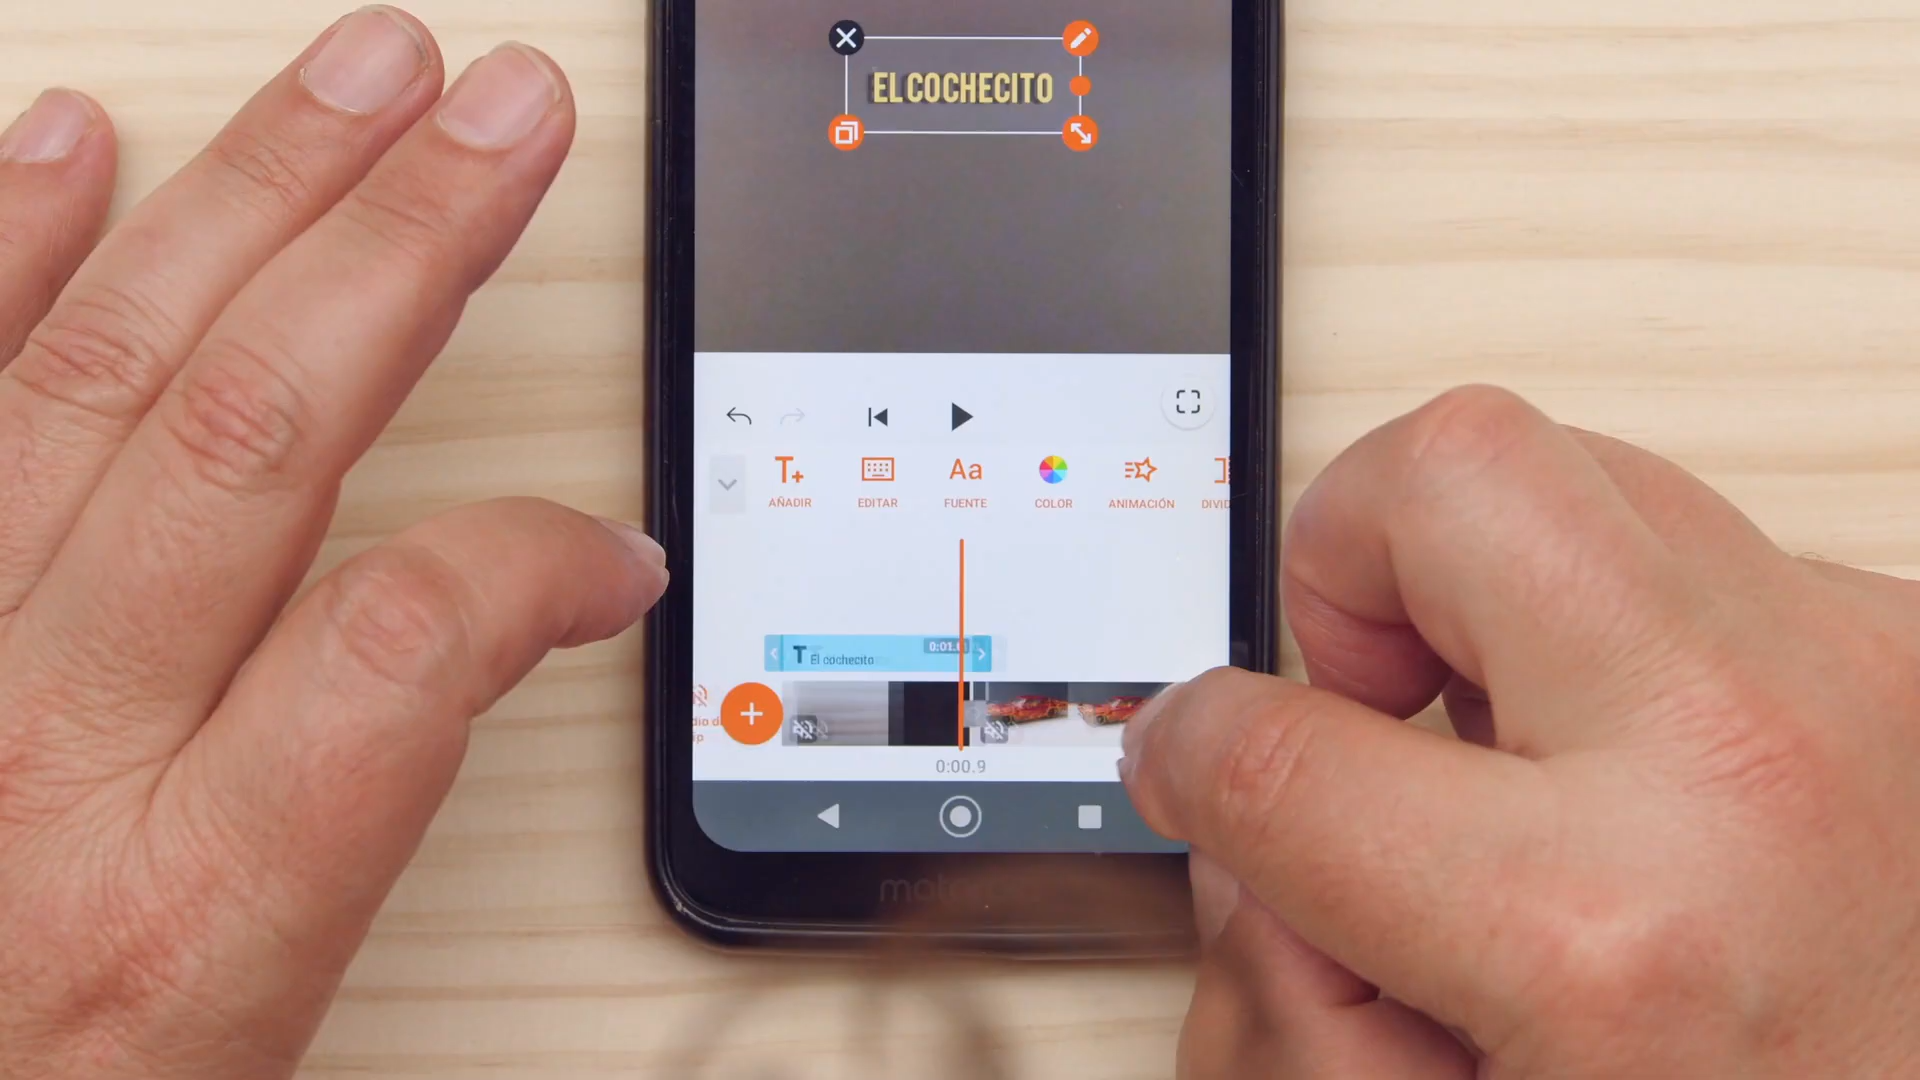 EL COCHECITO
AÑADIR
EDITAR
Aa
FUENTE
COLOR
ANIMACIÓN
T El cochecito
0:00.9